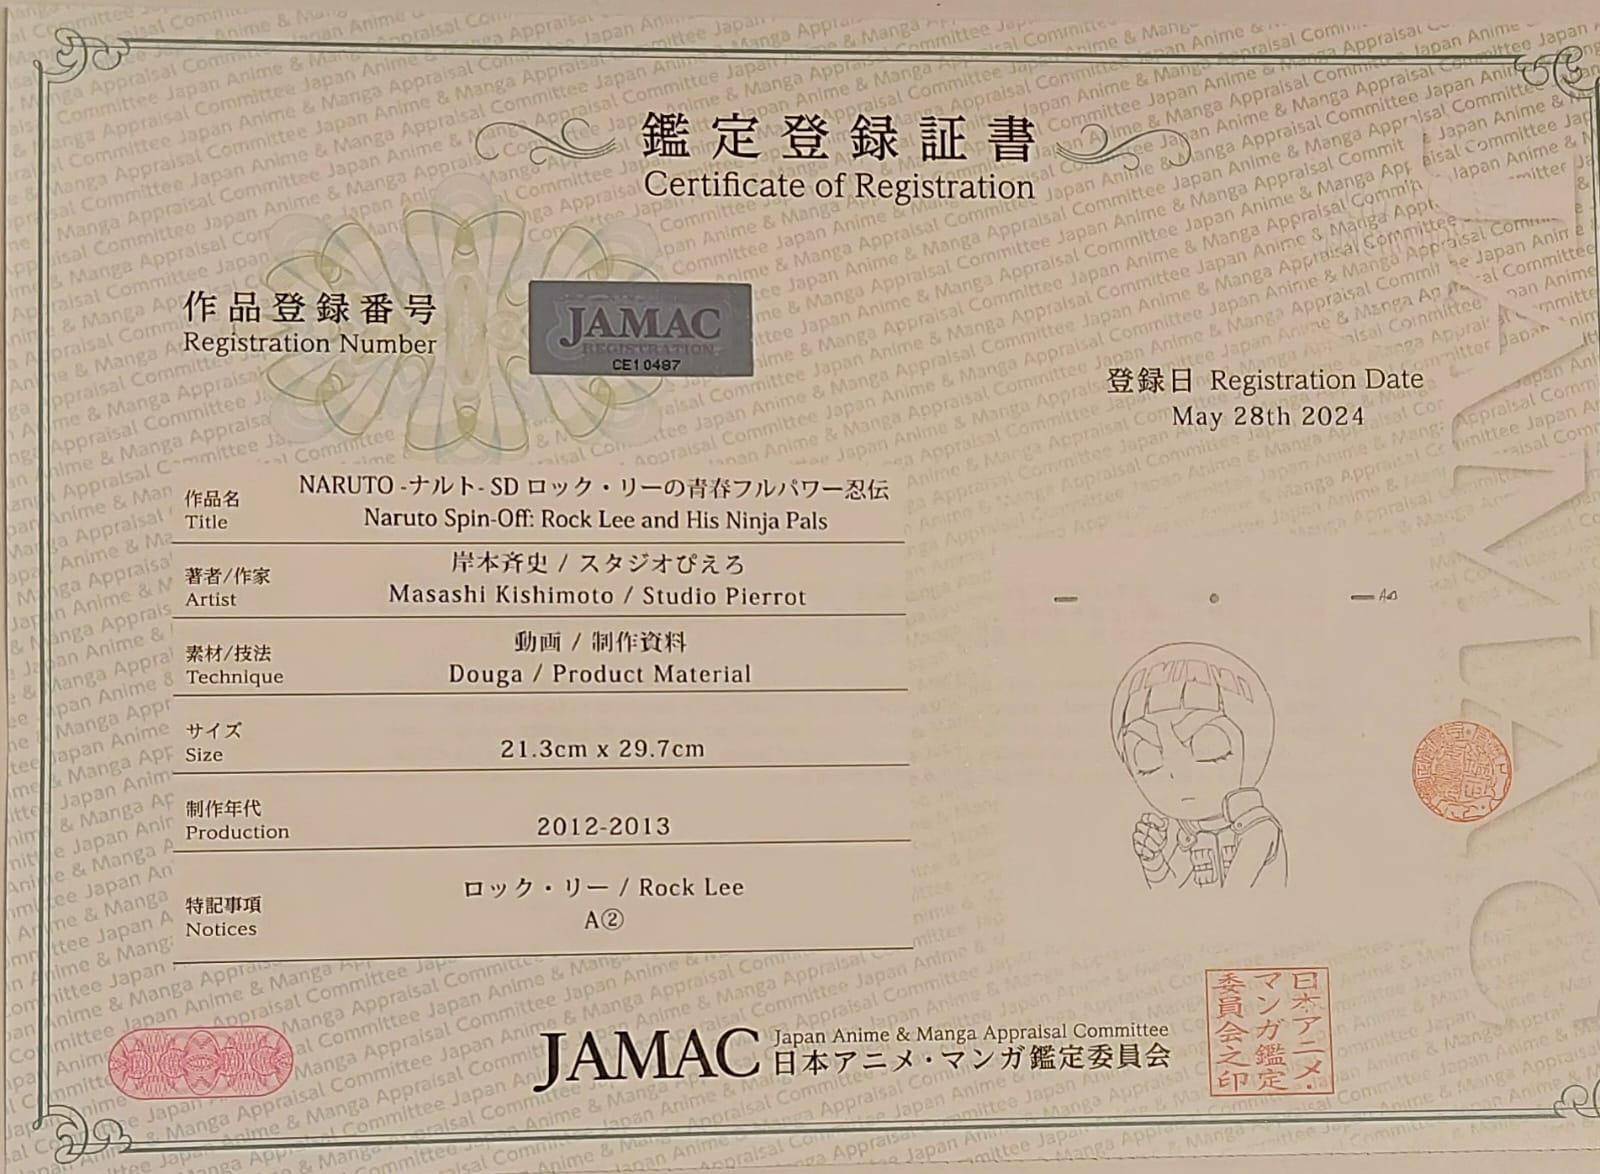 鑑定登録証書
Certificate of Registration
作品登録番号
Registration Number
JAMAC
REGISTRATION
CE10487
登録日 Registration Date
May 28th 2024
作品名
Title
NARUTO -ナルト- SD ロック・リーの青春フルパワー忍伝
Naruto Spin-Off: Rock Lee and His Ninja Pals
著者/作家
Artist
岸本斉史 / スタジオぴえろ
Masashi Kishimoto / Studio Pierrot
素材/技法
Technique
動画 / 制作資料
Douga / Product Material
サイズ
Size
21.3cm x 29.7cm
制作年代
Production
2012-2013
特記事項
Notices
ロック・リー / Rock Lee
A②
A②
JAMAC
Japan Anime & Manga Appraisal Committee
日本アニメ・マンガ鑑定委員会
日本アニメ・
マンガ鑑定
委員会之印
JAMAC